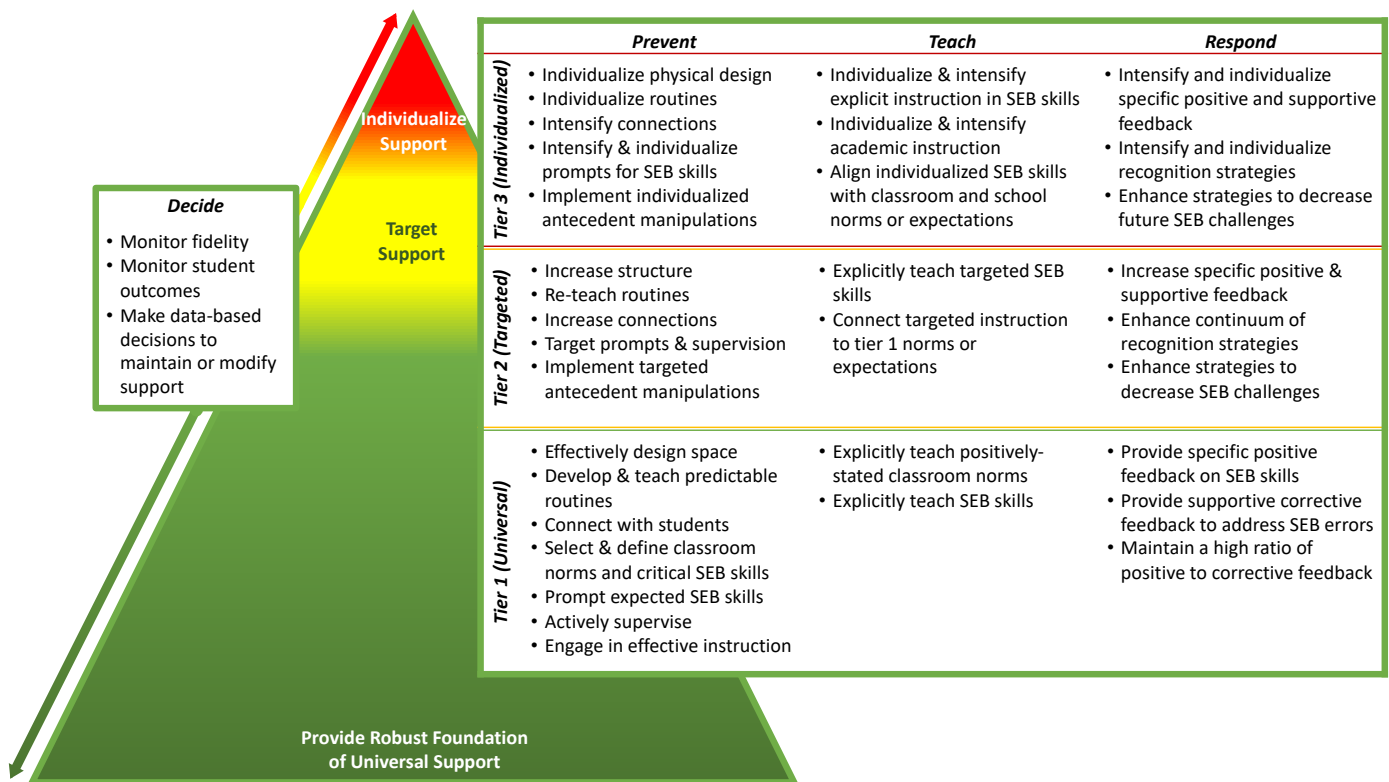 Individualize
Support
Target
Support
Provide Robust Foundation
of Universal Support
Decide
• Monitor fidelity
• Monitor student
outcomes
• Make data-based
decisions to
maintain or modify
support
Prevent
Teach
Respond
Tier 3 (Individualized)
• Individualize physical design
• Individualize routines
• Intensify connections
• Intensify & individualize
prompts for SEB skills
• Implement individualized
antecedent manipulations
• Individualize & intensify
explicit instruction in SEB skills
• Individualize & intensify
academic instruction
• Align individualized SEB skills
with classroom and school
norms or expectations
• Intensify and individualize
specific positive and supportive
feedback
• Intensify and individualize
recognition strategies
• Enhance strategies to decrease
future SEB challenges
Tier 2 (Targeted)
• Increase structure
• Re-teach routines
• Increase connections
• Target prompts & supervision
• Implement targeted
antecedent manipulations
• Explicitly teach targeted SEB
skills
• Connect targeted instruction
to tier 1 norms or
expectations
• Increase specific positive &
supportive feedback
• Enhance continuum of
recognition strategies
• Enhance strategies to
decrease SEB challenges
Tier 1 (Universal)
• Effectively design space
• Develop & teach predictable
routines
• Connect with students
• Select & define classroom
norms and critical SEB skills
• Prompt expected SEB skills
• Actively supervise
• Engage in effective instruction
• Explicitly teach positively-
stated classroom norms
• Explicitly teach SEB skills
• Provide specific positive
feedback on SEB skills
• Provide supportive corrective
feedback to address SEB errors
• Maintain a high ratio of
positive to corrective feedback